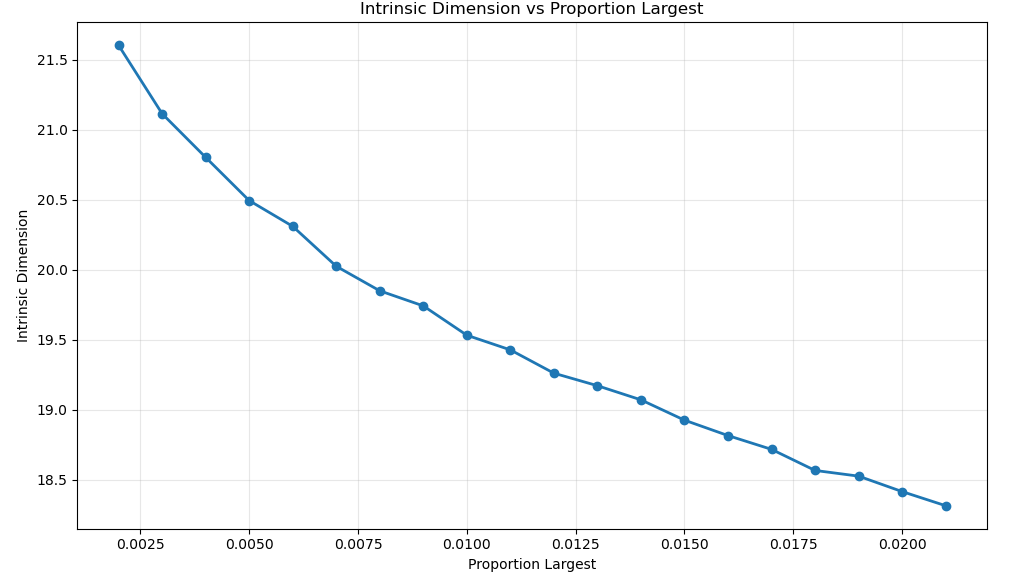 Intrinsic Dimension vs Proportion Largest
21.5
21.0
20.5
20.0
19.5
19.0
18.5
Intrinsic Dimension
0.0025 0.0050 0.0075 0.0100 0.0125 0.0150 0.0175 0.0200
Proportion Largest